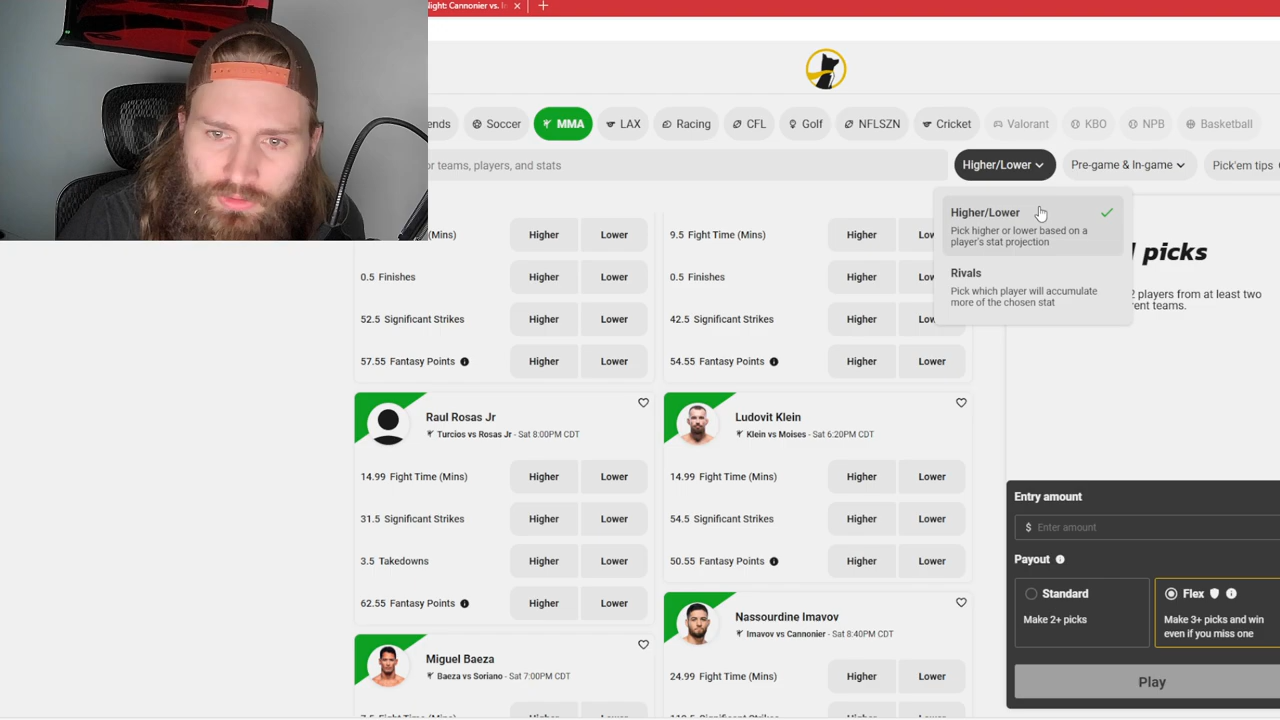 light: Cannonier vs. I
ends
Soccer
MMA
LAX
Racing
CFL
Golf
NFLSZN
Cricket
Valorant
KBO
NPB
Basketball
or teams, players, and stats
Higher/Lower
Pre-game & In-game
Pick'em tips
Higher/Lower
Pick higher or lower based on a
player's stat projection
Rivals
Pick which player will accumulate
more of the chosen stat
picks
2 players from at least two
rent teams.
(Mins) Higher Lower
0.5 Finishes Higher Lower
52.5 Significant Strikes Higher Lower
57.55 Fantasy Points Higher Lower
9.5 Fight Time (Mins) Higher Low
0.5 Finishes Higher Low
42.5 Significant Strikes Higher Low
54.55 Fantasy Points Higher Lower
Raul Rosas Jr
Turcios vs Rosas Jr - Sat 8:00PM CDT
14.99 Fight Time (Mins) Higher Lower
31.5 Significant Strikes Higher Lower
3.5 Takedowns Higher Lower
62.55 Fantasy Points Higher Lower
Ludovit Klein
Klein vs Moises - Sat 6:20PM CDT
14.99 Fight Time (Mins) Higher Lower
54.5 Significant Strikes Higher Lower
50.55 Fantasy Points Higher Lower
Miguel Baeza
Baeza vs Soriano - Sat 7:00PM CDT
Nassourdine Imavov
Imavov vs Cannonier - Sat 8:40PM CDT
24.99 Fight Time (Mins) Higher Lower
Entry amount
$ Enter amount
Payout
Standard
Make 2+ picks
Flex
Make 3+ picks and win
even if you miss one
Play